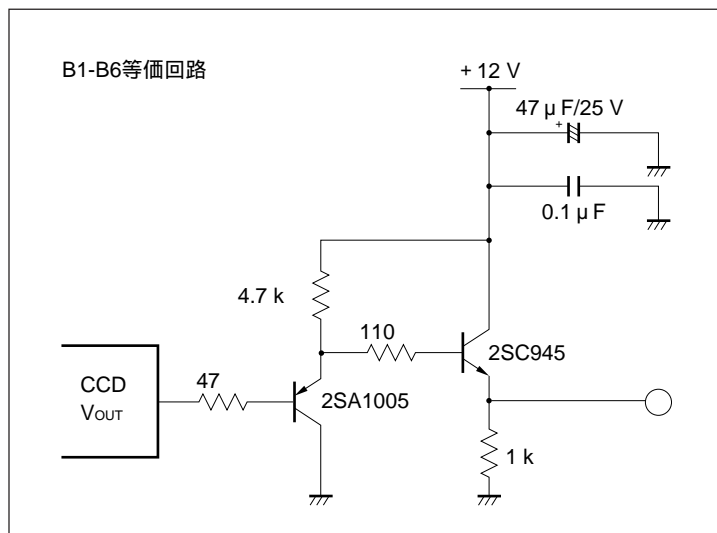 B1-B6等価回路
+ 12 V
47 μ F/25 V
+
0.1 μ F
4.7 k
110
2SC945
47
CCD
VOUT
2SA1005
1 k